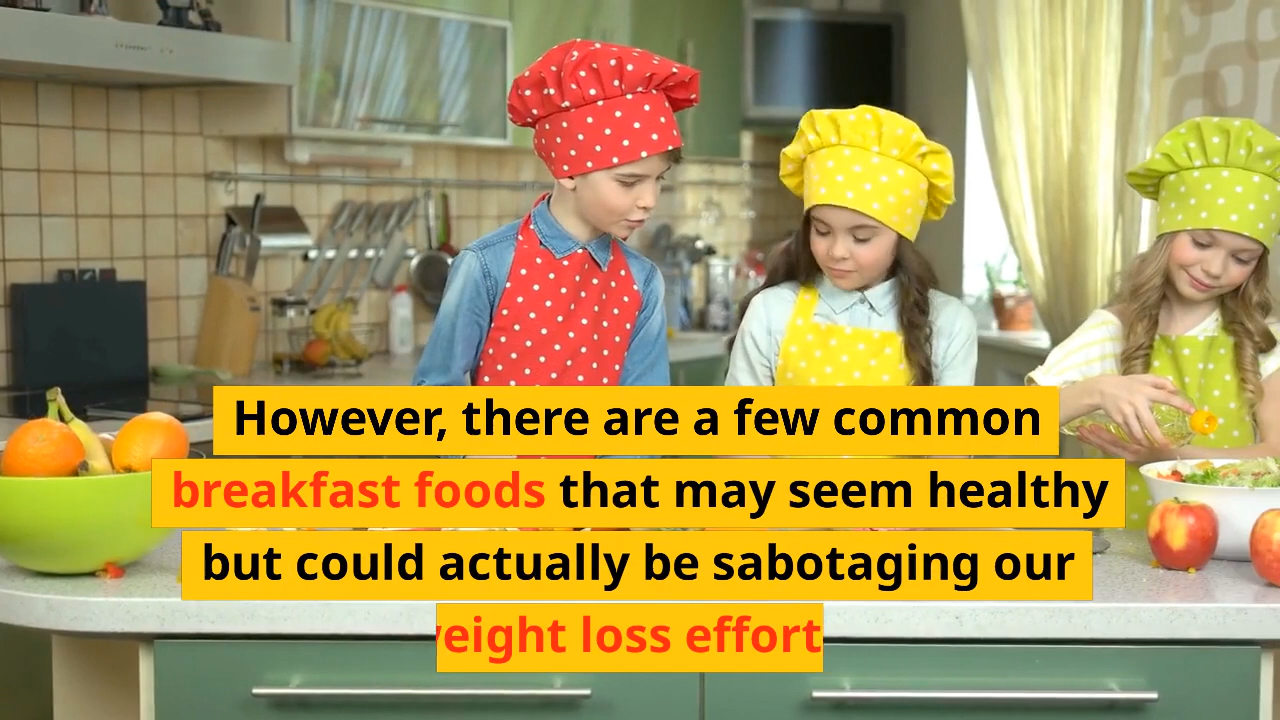 However, there are a few common
breakfast foods that may seem healthy
but could actually be sabotaging our
eight loss effort